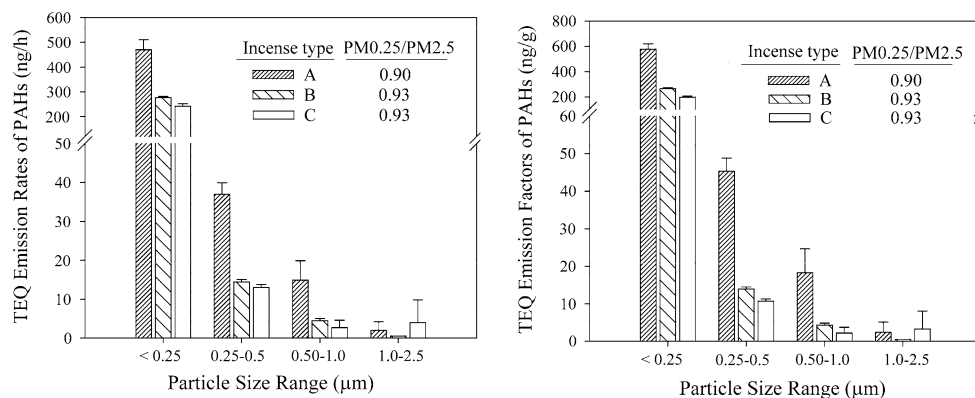 TEQ Emission Rates of PAHs (ng/h)
600
500
400
300
200
50
40
30
20
10
0
Incense type PM0.25/PM2.5
A 0.90
B 0.93
C 0.93
< 0.25 0.25-0.5 0.50-1.0 1.0-2.5
Particle Size Range (μm)
TEQ Emission Factors of PAHs (ng/g)
800
600
400
200
60
50
40
30
20
10
0
Incense type PM0.25/PM2.5
A 0.90
B 0.93
C 0.93
< 0.25 0.25-0.5 0.50-1.0 1.0-2.5
Particle Size Range (μm)